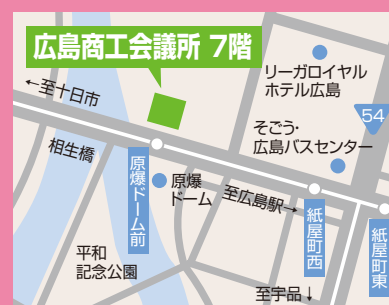 広島商工会議所 7階
←至十日市
リーガロイヤル
ホテル広島
54
そごう・
広島バスセンター
相生橋
原爆ドーム前
原爆
ドーム
至広島駅→
紙屋町西
紙屋町東
平和
記念公園
至宇品↓